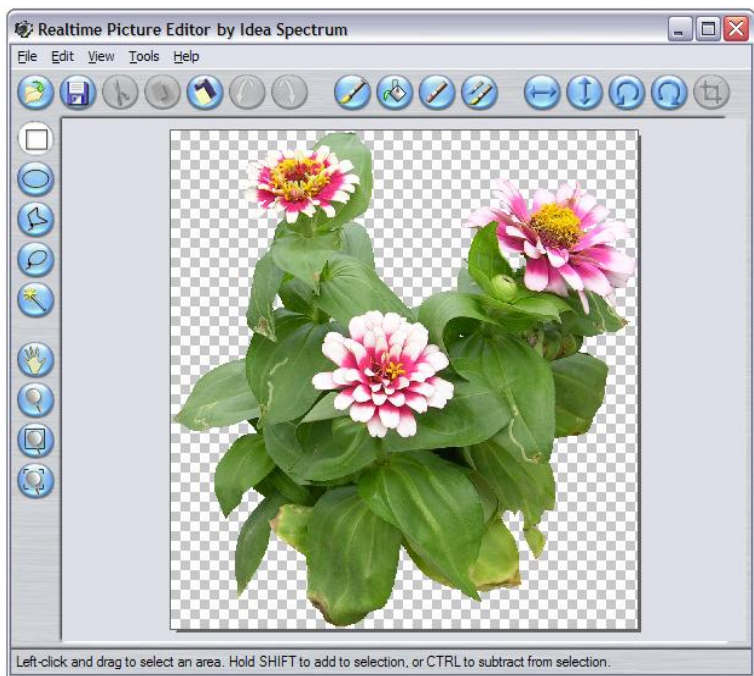 Realtime Picture Editor by Idea Spectrum
File Edit View Tools Help
Left-click and drag to select an area. Hold SHIFT to add to selection, or CTRL to subtract from selection.